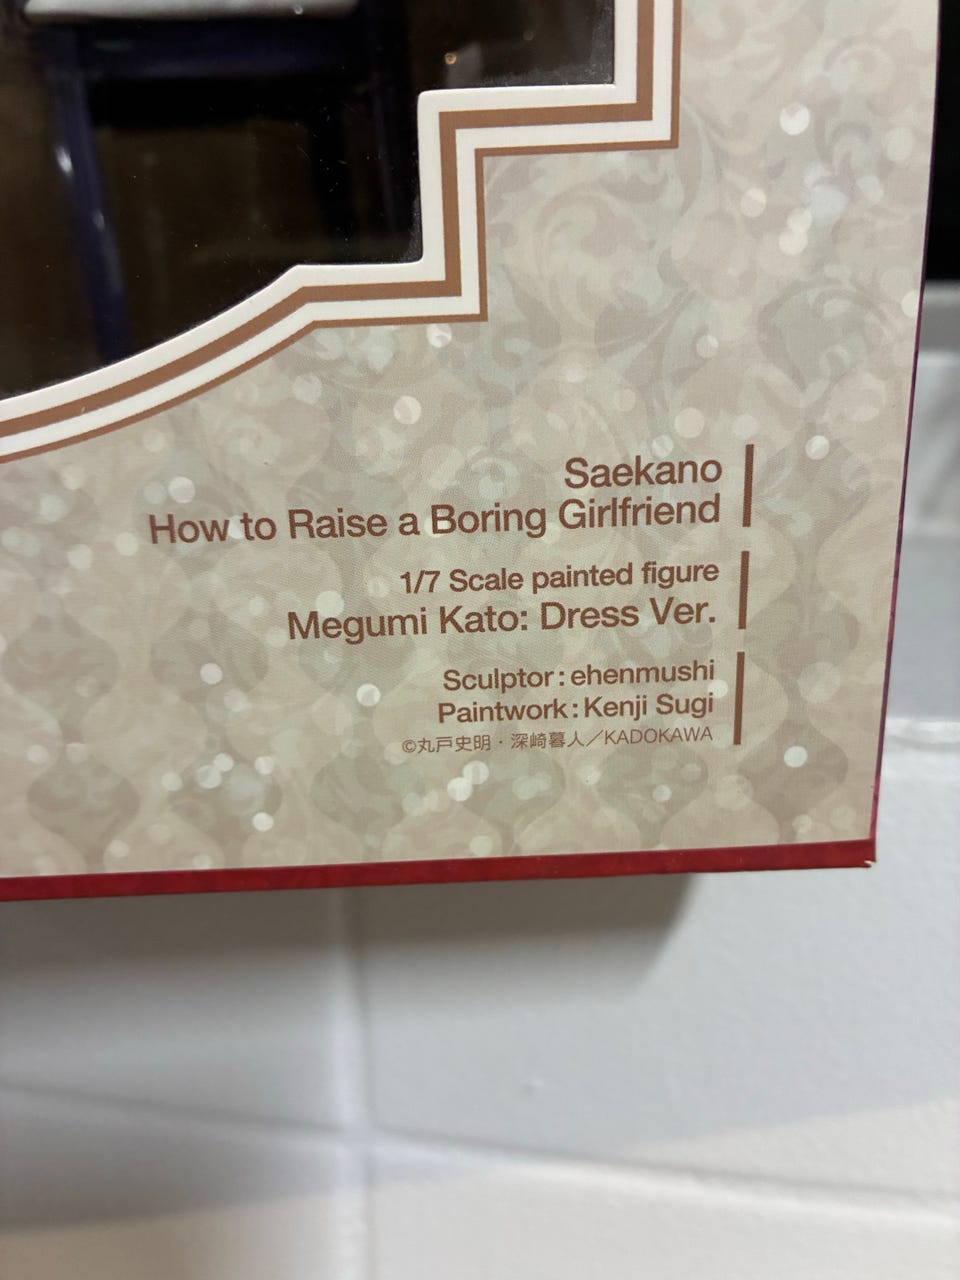 Saekano
How to Raise a Boring Girlfriend
1/7 Scale painted figure
Megumi Kato: Dress Ver.
Sculptor:ehenmushi
Paintwork:Kenji Sugi
©丸戸史明・深崎暮人／KADOKAWA